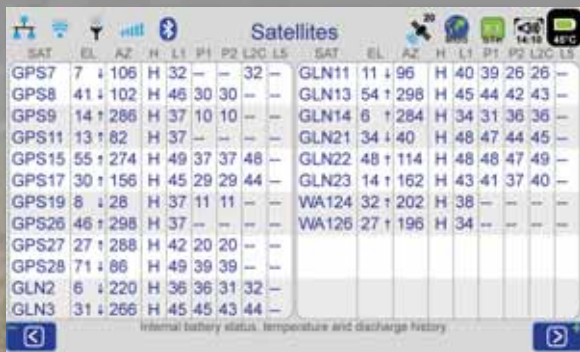 Satellites
20
14:10
45°C
SAT EL AZ H L1 P1 P2 L2C L5
GPS7 7 ↓ 106 H 32 -- -- 32 --
GPS8 41 ↓ 102 H 46 30 30 -- --
GPS9 14 ↑ 286 H 37 10 10 -- --
GPS11 13 ↑ 82 H 37 -- -- -- --
GPS15 55 ↑ 274 H 49 37 37 48 --
GPS17 30 ↑ 156 H 45 29 29 44 --
GPS19 8 ↓ 28 H 37 11 11 -- --
GPS26 46 ↑ 298 H 37 -- -- -- --
GPS27 27 ↑ 288 H 42 20 20 -- --
GPS28 71 ↓ 86 H 49 39 39 -- --
GLN2 6 ↓ 220 H 36 36 31 32 --
GLN3 31 ↓ 266 H 45 45 43 44 --
SAT EL AZ H L1 P1 P2 L2C L5
GLN11 11 ↓ 96 H 40 39 26 26 --
GLN13 54 ↑ 298 H 45 44 42 43 --
GLN14 6 ↑ 284 H 34 31 36 36 --
GLN21 34 ↓ 40 H 48 47 44 45 --
GLN22 48 ↑ 114 H 48 48 47 49 --
GLN23 14 ↑ 162 H 43 41 37 40 --
WA124 32 ↑ 202 H 38 -- -- -- --
WA126 27 ↑ 196 H 34 -- -- -- --
Internal battery status, temperature and discharge history